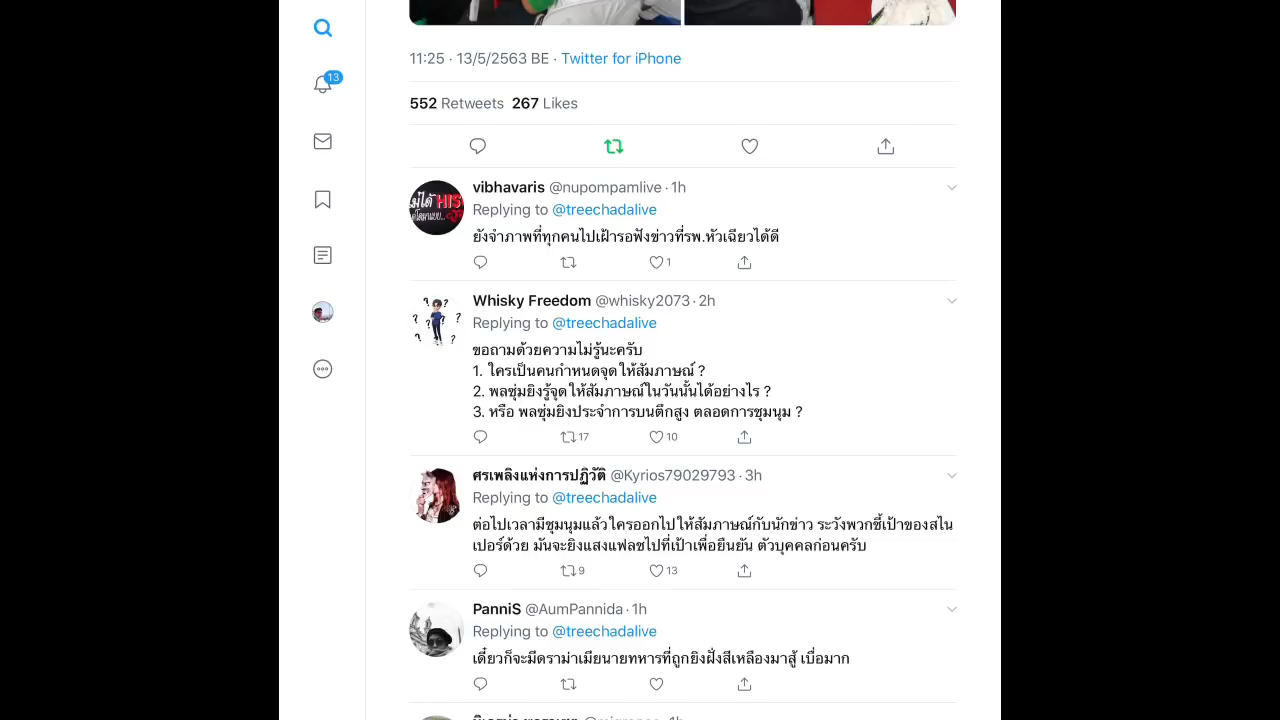 13
11:25 · 13/5/2563 BE · Twitter for iPhone
552 Retweets 267 Likes
vibhavaris @nupompamlive · 1h
Replying to @treechadalive
ยังจำภาพที่ทุกคนไปเฝ้ารอฟังข่าวที่รพ.หัวเฉียวได้ดี
1
Whisky Freedom @whisky2073 · 2h
Replying to @treechadalive
ขอถามด้วยความไม่รู้นะครับ
1. ใครเป็นคนกำหนดจุดให้สัมภาษณ์ ?
2. พลซุ่มยิงรู้จุดให้สัมภาษณ์ในวันนั้นได้อย่างไร ?
3. หรือ พลซุ่มยิงประจำการบนตึกสูง ตลอดการชุมนุม ?
17 10
ศรเพลิงแห่งการปฏิวัติ @Kyrios79029793 · 3h
Replying to @treechadalive
ต่อไปเวลามีชุมนุมแล้วใครออกไปให้สัมภาษณ์กับนักข่าว ระวังพวกชี้เป้าของสไน
เปอร์ด้วย มันจะยิงแสงแฟลชไปที่เป้าเพื่อยืนยัน ตัวบุคคลก่อนครับ
9 13
PanniS @AumPannida · 1h
Replying to @treechadalive
เดี๋ยวก็จะมีดราม่าเมียนายทหารที่ถูกยิงฝั่งสีเหลืองมาสู้ เบื่อมาก